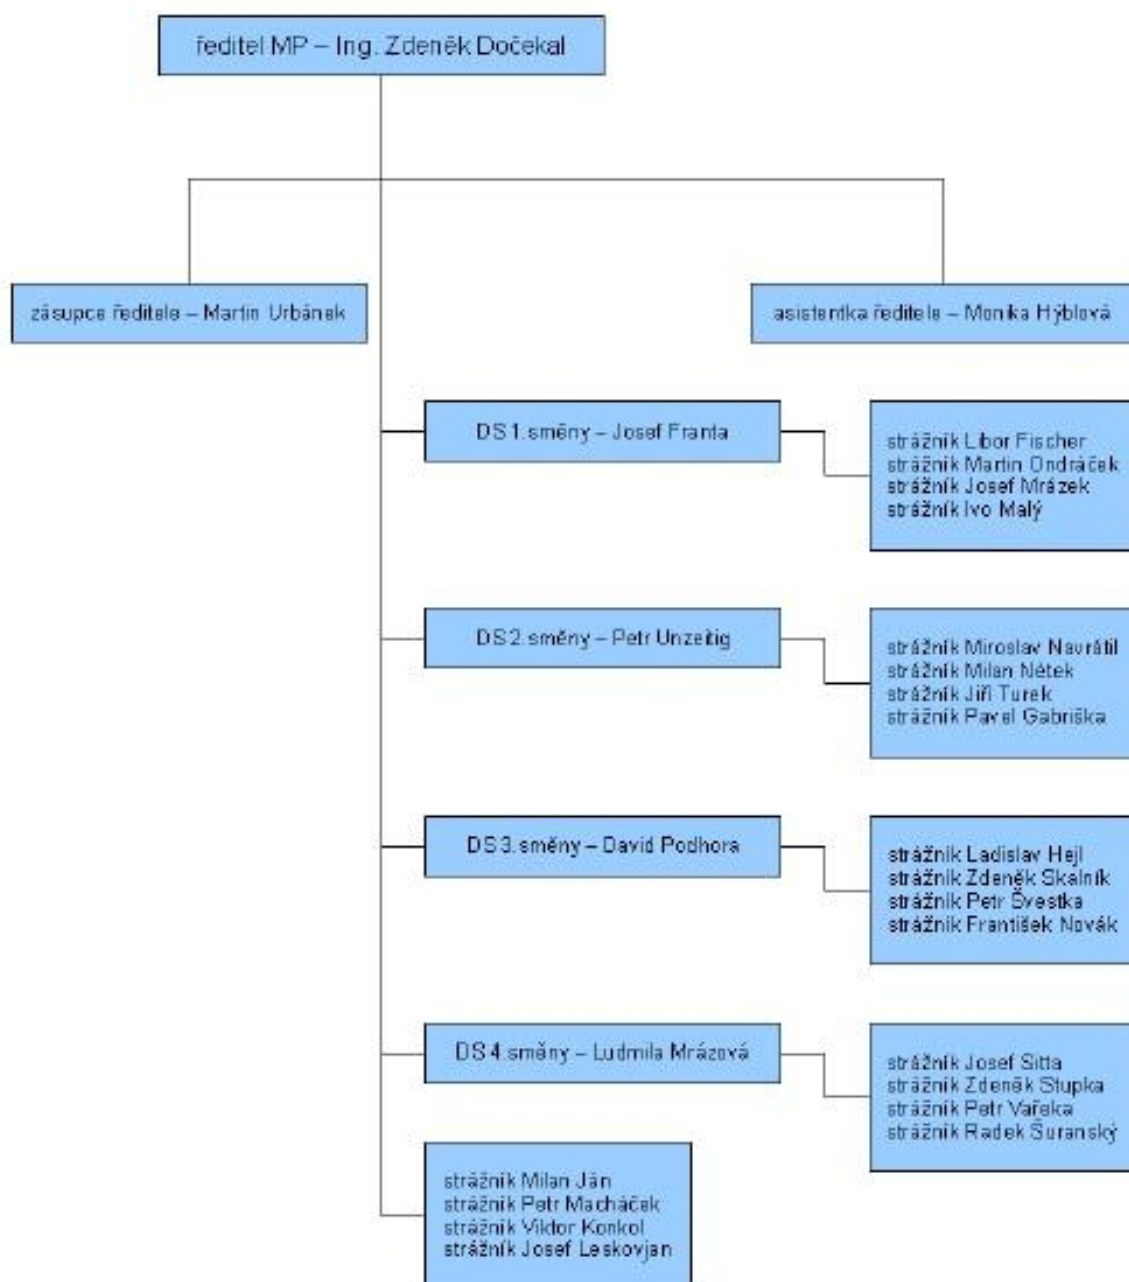 ředitel MP – Ing. Zdeněk Dočekal
zásupce ředitele – Martin Urbánek
asistentka ředitele – Monika Hýblová
DS 1. směny – Josef Franta
strážník Libor Fischer
strážník Martin Ondráček
strážník Josef Mrázek
strážník Ivo Malý
DS 2. směny – Petr Unzeitig
strážník Miroslav Navrátil
strážník Milan Nétek
strážník Jiří Turek
strážník Pavel Gabriška
DS 3. směny – David Podhora
strážník Ladislav Hejl
strážník Zdeněk Skalník
strážník Petr Švestka
strážník František Novák
DS 4. směny – Ludmila Mrázová
strážník Josef Sitta
strážník Zdeněk Stupka
strážník Petr Vařeka
strážník Radek Šuranský
strážník Milan Ján
strážník Petr Macháček
strážník Viktor Konkol
strážník Josef Leskovjan